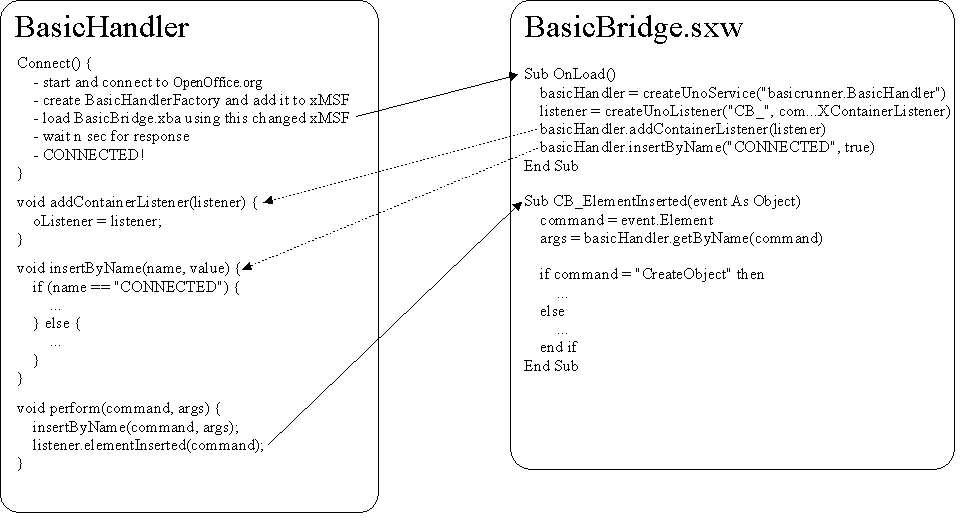 BasicHandler
Connect() {
- start and connect to OpenOffice.org
- create BasicHandlerFactory and add it to xMSF
- load BasicBridge.xba using this changed xMSF
- wait n sec for response
- CONNECTED!
}
void addContainerListener(listener) {
oListener = listener;
}
void insertByName(name, value) {
if (name == "CONNECTED") {
...
} else {
...
}
}
void perform(command, args) {
insertByName(command, args);
listener.elementInserted(command);
}
BasicBridge.sxw
Sub OnLoad()
basicHandler = createUnoService("basicrunner.BasicHandler")
listener = createUnoListener("CB_", com...XContainerListener)
basicHandler.addContainerListener(listener)
basicHandler.insertByName("CONNECTED", true)
End Sub
Sub CB_ElementInserted(event As Object)
command = event.Element
args = basicHandler.getByName(command)
if command = "CreateObject" then
...
else
...
end if
End Sub